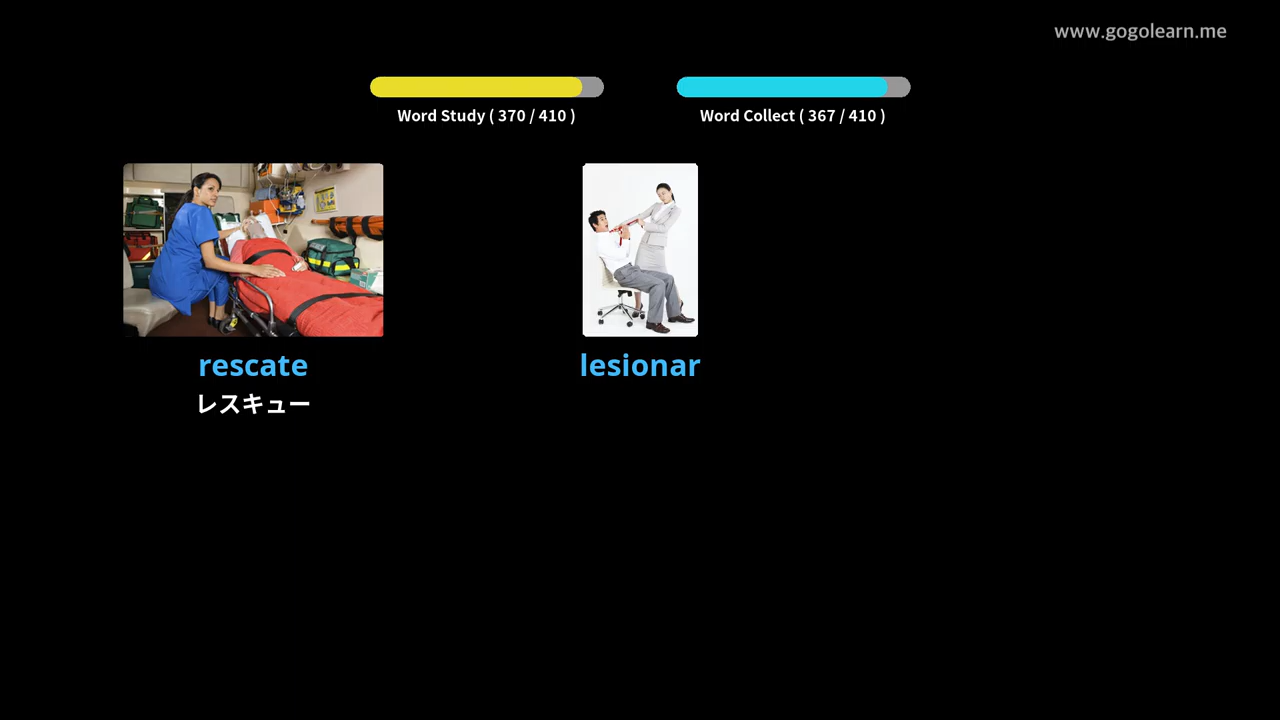 www.gogolearn.me
Word Study ( 370 / 410 )
Word Collect ( 367 / 410 )
rescate
レスキュー
lesionar